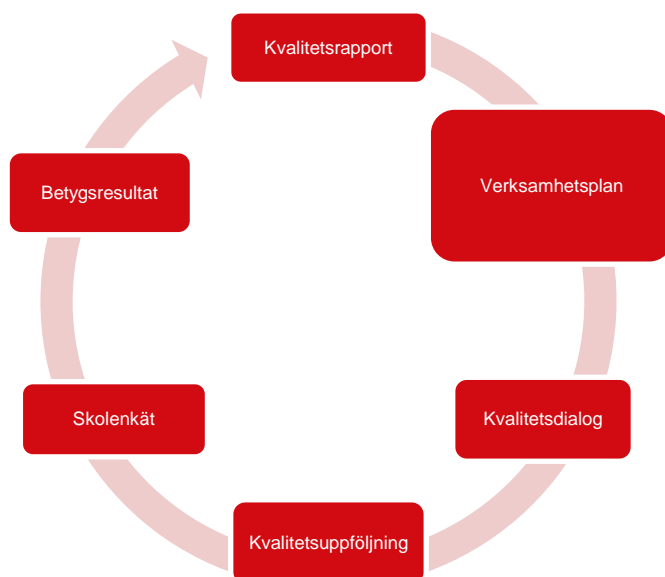 Kvalitetsrapport
Verksamhetsplan
Kvalitetsdialog
Kvalitetsuppföljning
Skolenkät
Betygsresultat